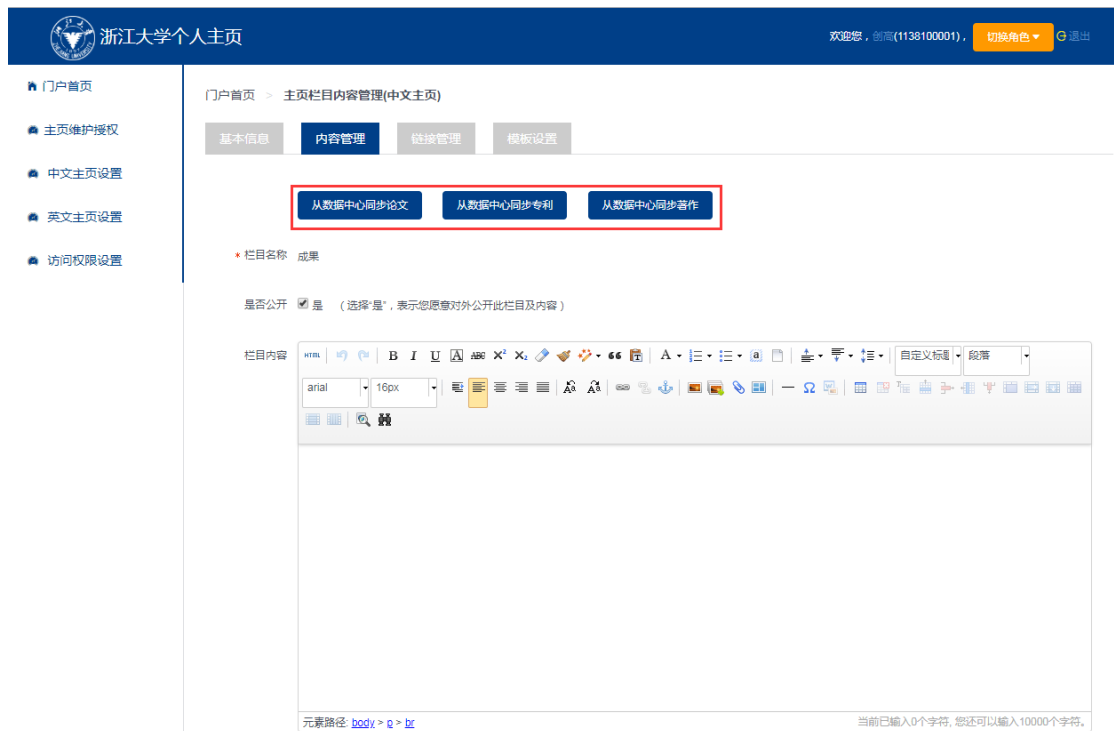 浙江大学个人主页
欢迎您，创高(1138100001)， 切换角色 退出
门户首页
主页维护授权
中文主页设置
英文主页设置
访问权限设置
门户首页 > 主页栏目内容管理(中文主页)
基本信息 内容管理 链接管理 模板设置
从数据中心同步论文 从数据中心同步专利 从数据中心同步著作
* 栏目名称 成果
是否公开 是 （选择“是”，表示您愿意对外公开此栏目及内容）
栏目内容 HTML B I U A ABC X² X₂ A a 自定义标题 段落
arial 16px Aa Aa Ω
元素路径: body > p > br 当前已输入0个字符, 您还可以输入10000个字符。